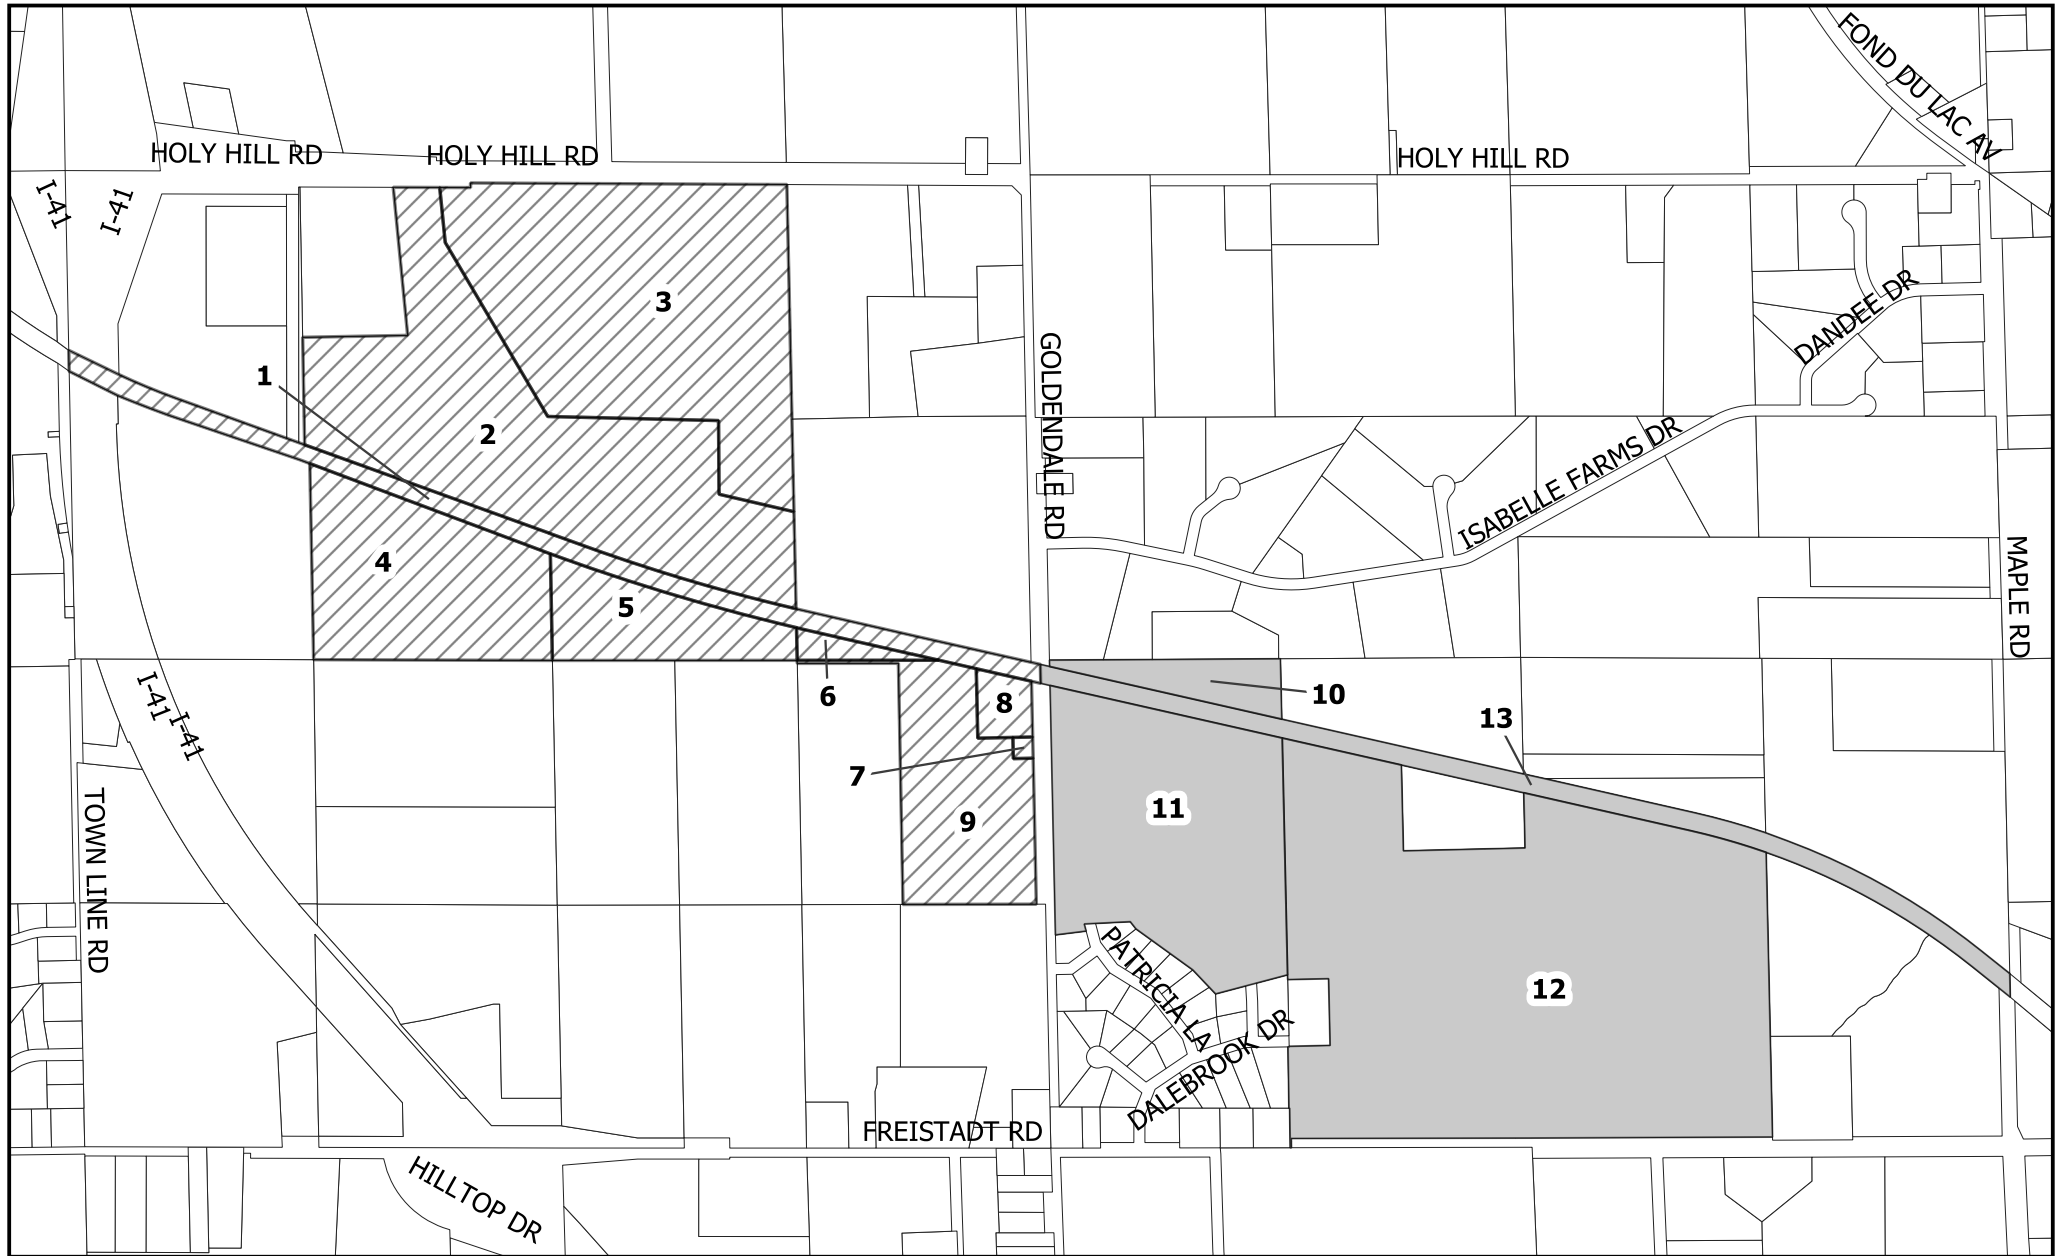 FOND DU LAC AV
HOLY HILL RD
HOLY HILL RD
HOLY HILL RD
I-41
I-41
3
DANDEE DR
1
GOLDENDALE RD
2
ISABELLE FARMS DR
4
5
MAPLE RD
6
8
10
13
I-41
I-41
7
11
9
TOWN LINE RD
PATRICIA LA
12
DALEBROOK DR
FREISTADT RD
HILLTOP DR